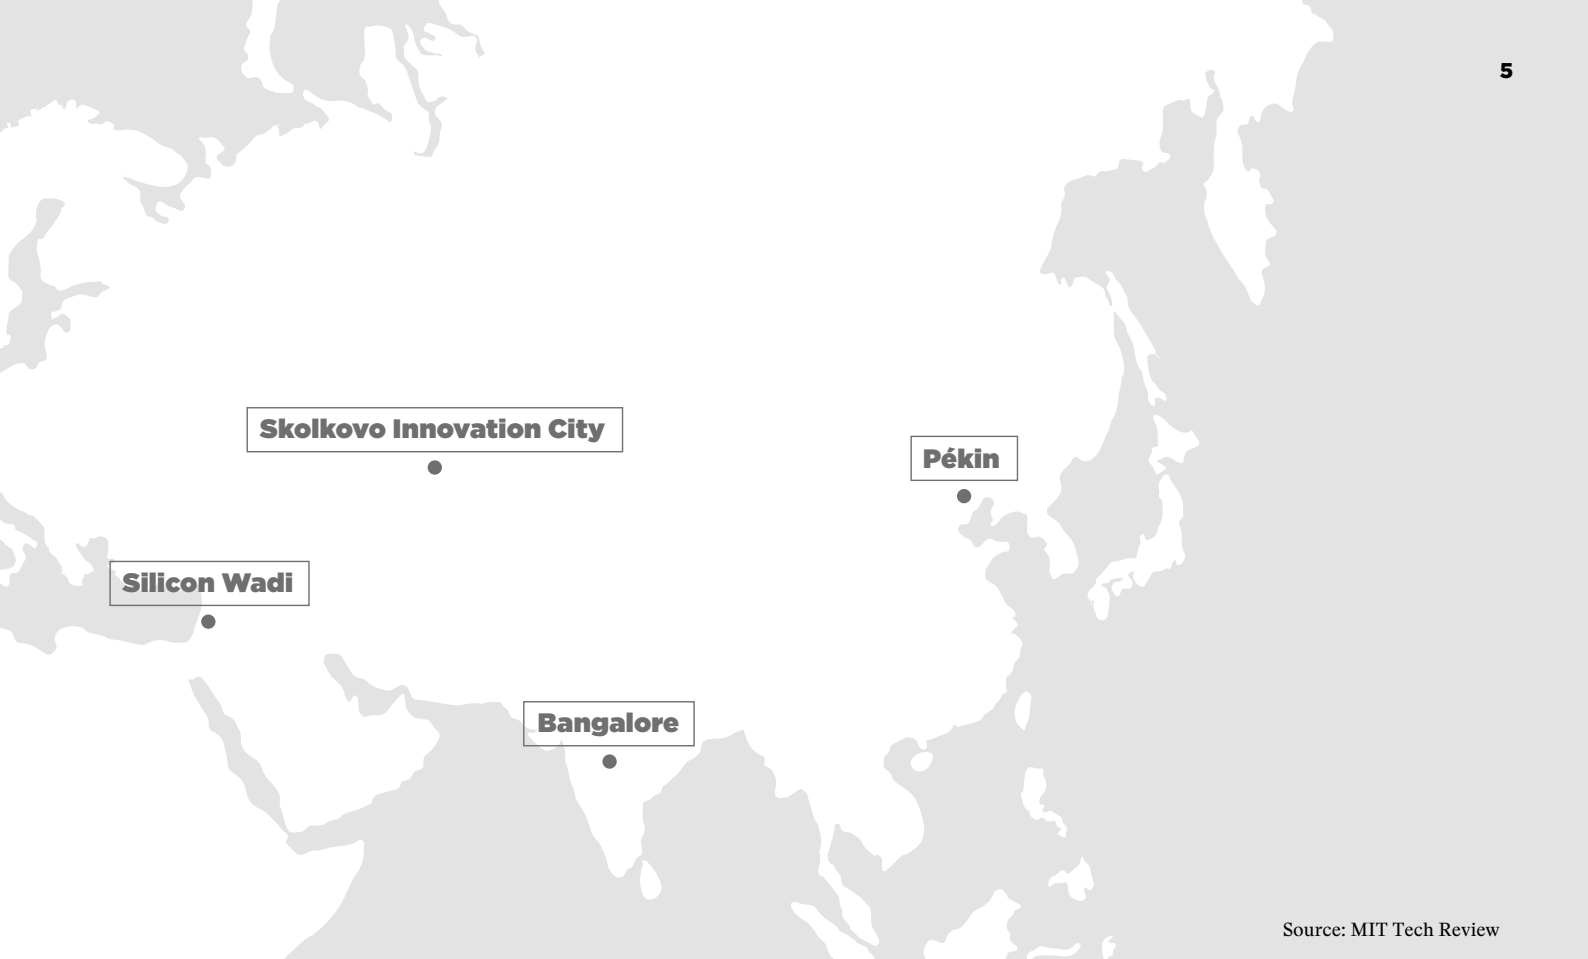 5
Skolkovo Innovation City
Pékin
Silicon Wadi
Bangalore
Source: MIT Tech Review